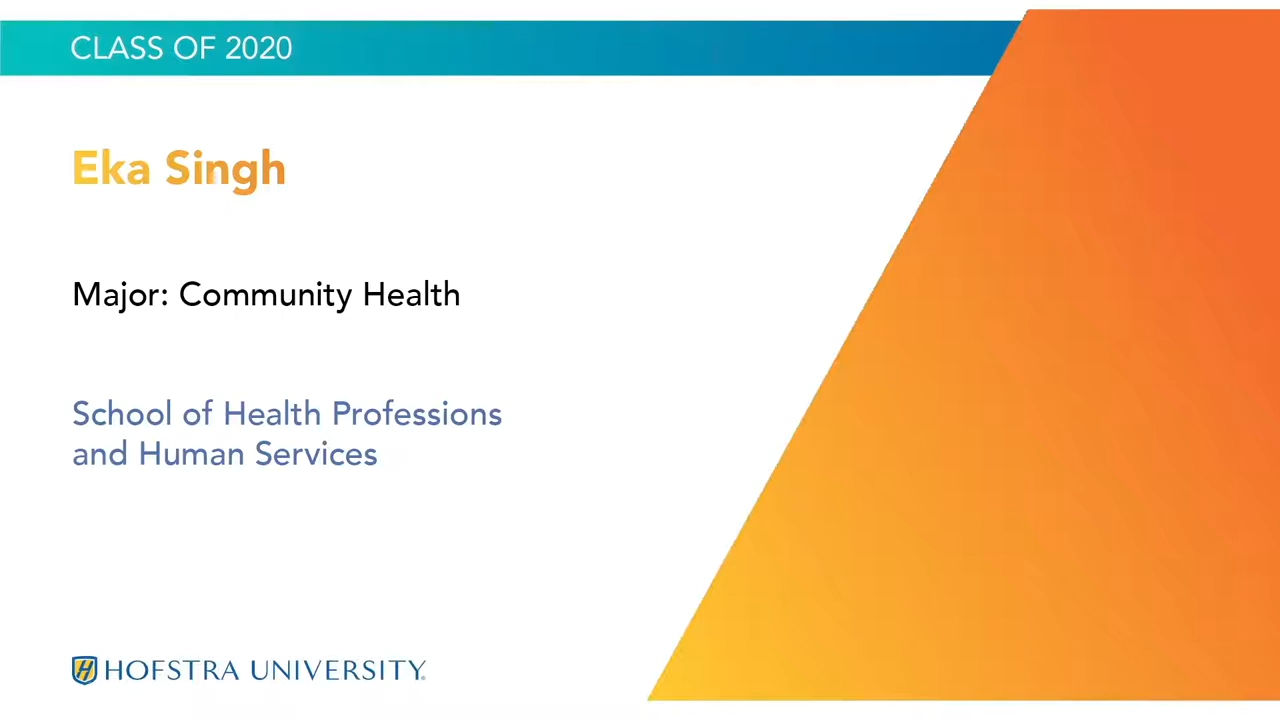 CLASS OF 2020
Eka Singh
Major: Community Health
School of Health Professions
and Human Services
H HOFSTRA UNIVERSITY®